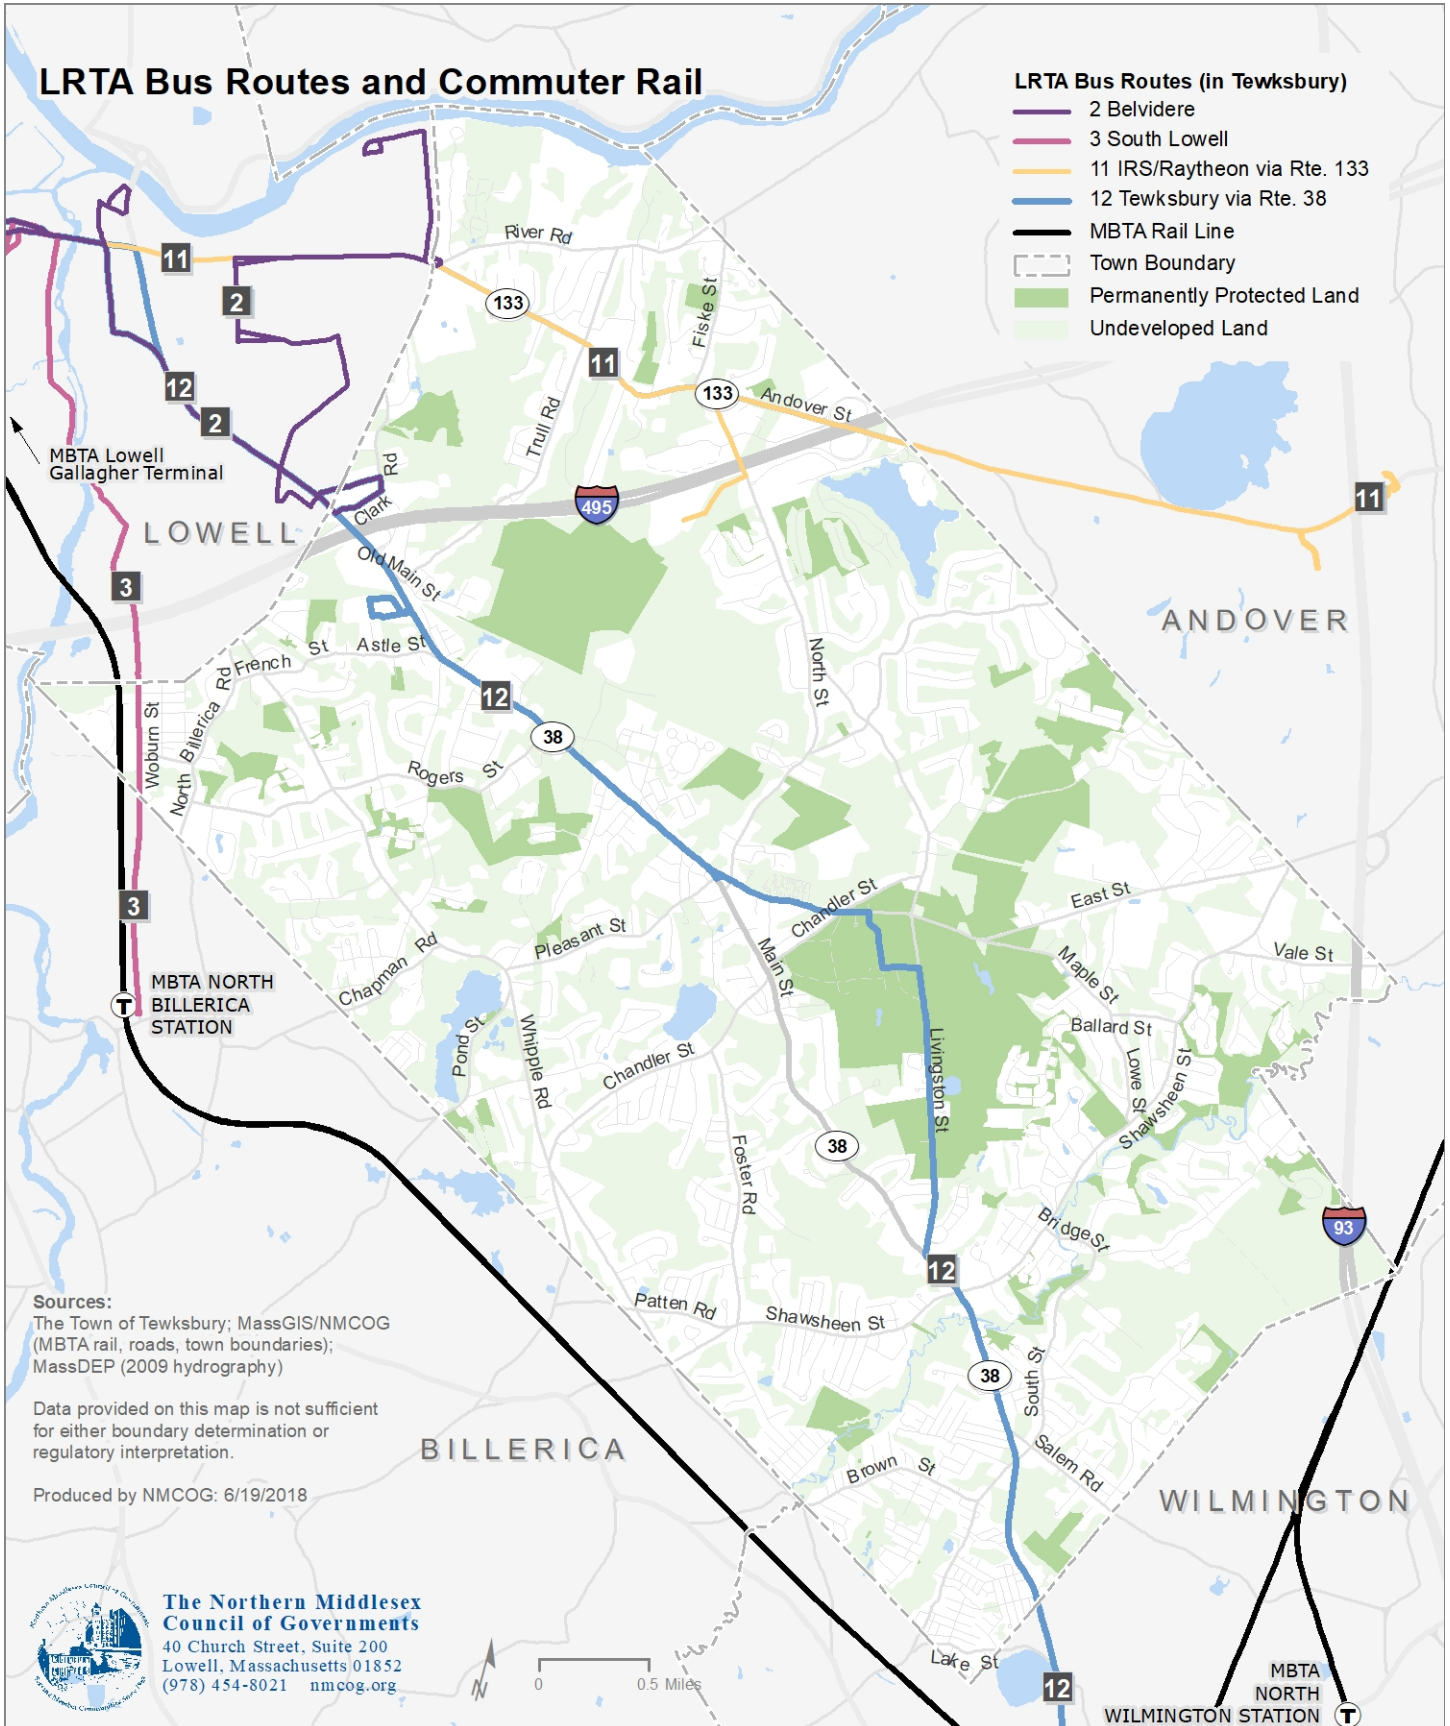 LRTA Bus Routes and Commuter Rail
LRTA Bus Routes (in Tewksbury)
2 Belvidere
3 South Lowell
11 IRS/Raytheon via Rte. 133
12 Tewksbury via Rte. 38
MBTA Rail Line
Town Boundary
Permanently Protected Land
Undeveloped Land
River Rd
11
2
133
Fiske St
11
133
Andover St
12
2
Trull Rd
MBTA Lowell
Gallagher Terminal
Clark Rd
495
11
LOWELL
Old Main St
3
ANDOVER
French St
Astle St
North St
12
38
Woburn St
North Billerica Rd
Rogers St
3
Chandler St
East St
Pleasant St
Main St
Chapman Rd
Maple St
Vale St
MBTA NORTH
BILLERICA
STATION
T
Pond St
Whipple Rd
Chandler St
Livingston St
Ballard St
Lowe St
Shawsheen St
38
Foster Rd
Bridge St
93
12
Patten Rd
Shawsheen St
38
South St
Salem Rd
Brown St
BILLERICA
WILMINGTON
Sources:
The Town of Tewksbury; MassGIS/NMCOG
(MBTA rail, roads, town boundaries);
MassDEP (2009 hydrography)
Data provided on this map is not sufficient
for either boundary determination or
regulatory interpretation.
Produced by NMCOG: 6/19/2018
The Northern Middlesex
Council of Governments
40 Church Street, Suite 200
Lowell, Massachusetts 01852
(978) 454-8021 nmcog.org
N
0 0.5 Miles
Lake St
12
MBTA
NORTH
WILMINGTON STATION
T